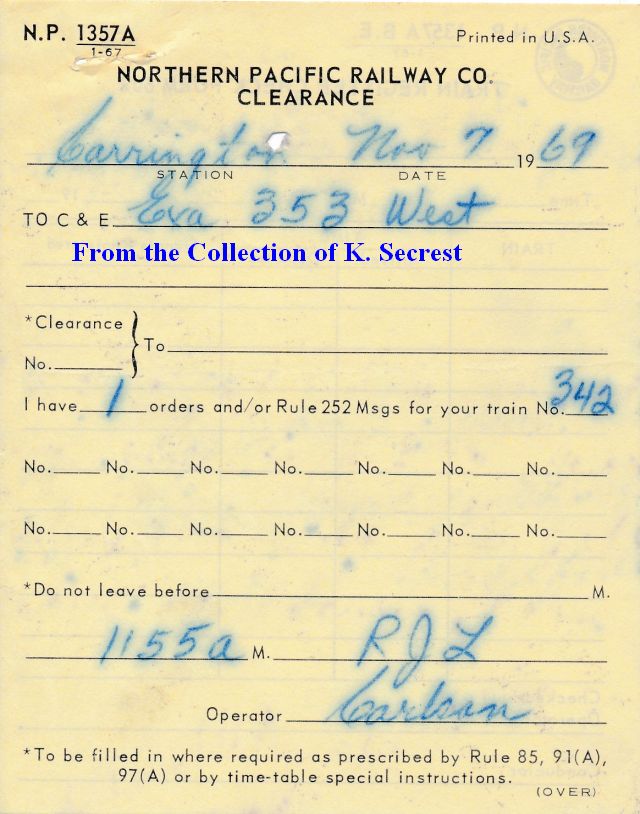 N.P. 1357A
1-67
Printed in U.S.A.
NORTHERN PACIFIC RAILWAY CO.
CLEARANCE
Carrington Nov 7 1969
STATION DATE
TO C & E Exa 353 West
From the Collection of K. Secrest
*Clearance
No. } To
I have 1 orders and/or Rule 252 Msgs for your train No. 342
No. No. No. No. No. No. No.
No. No. No. No. No. No. No.
*Do not leave before M.
1155a M. RJL
Operator Carlson
*To be filled in where required as prescribed by Rule 85, 91(A),
97(A) or by time-table special instructions.
(OVER)